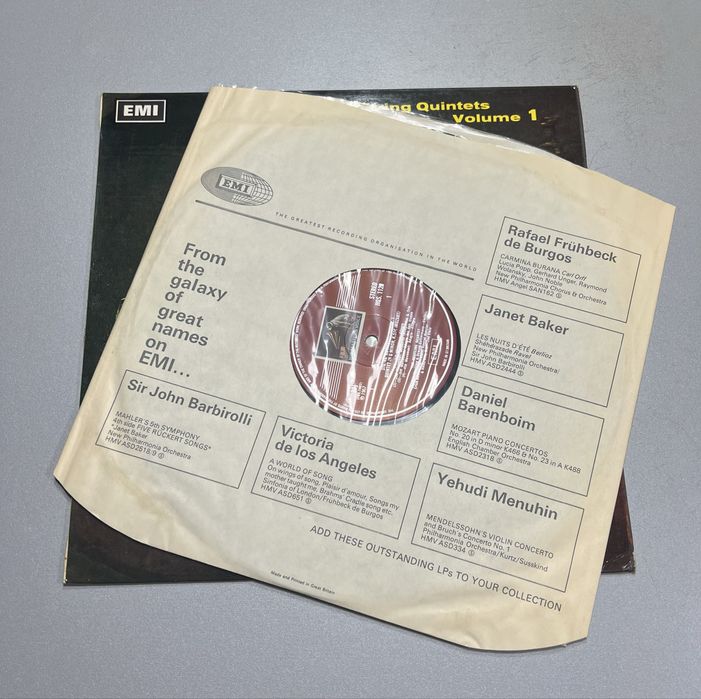 EMI
ing Quintets
Volume 1
EMI
THE GREATEST RECORDING ORGANISATION IN THE WORLD
From
the
galaxy
of
great
names
on
EMI...
Rafael Frühbeck
de Burgos
CARMINA BURANA Carl Orff
Lucia Popp, Gerhard Unger, Raymond
Wolansky, John Noble
New Philharmonia Chorus & Orchestra
HMV Angel SAN162 Ⓢ
Janet Baker
LES NUITS D'ÉTÉ Berlioz
Shéhérazade Ravel
New Philharmonia Orchestra/
Sir John Barbirolli
HMV ASD2444 Ⓢ
Daniel
Barenboim
MOZART PIANO CONCERTOS
No. 20 in D minor K466 & No. 23 in A K488
English Chamber Orchestra
HMV ASD2318 Ⓢ
Yehudi Menuhin
MENDELSSOHN'S VIOLIN CONCERTO
and Bruch's Concerto No. 1
Philharmonia Orchestra/Kurtz/Susskind
HMV ASD334 Ⓢ
Sir John Barbirolli
MAHLER'S 5th SYMPHONY
4th side FIVE RÜCKERT SONGS*
*Janet Baker
New Philharmonia Orchestra
HMV ASD2518/9 Ⓢ
Victoria
de los Angeles
A WORLD OF SONG
On wings of song, Plaisir d'amour, Songs my
mother taught me, Brahms' Cradle song etc.
Sinfonia of London/Frühbeck de Burgos
HMV ASD651 Ⓢ
STEREO
ADD THESE OUTSTANDING LPs TO YOUR COLLECTION
Made and Printed in Great Britain